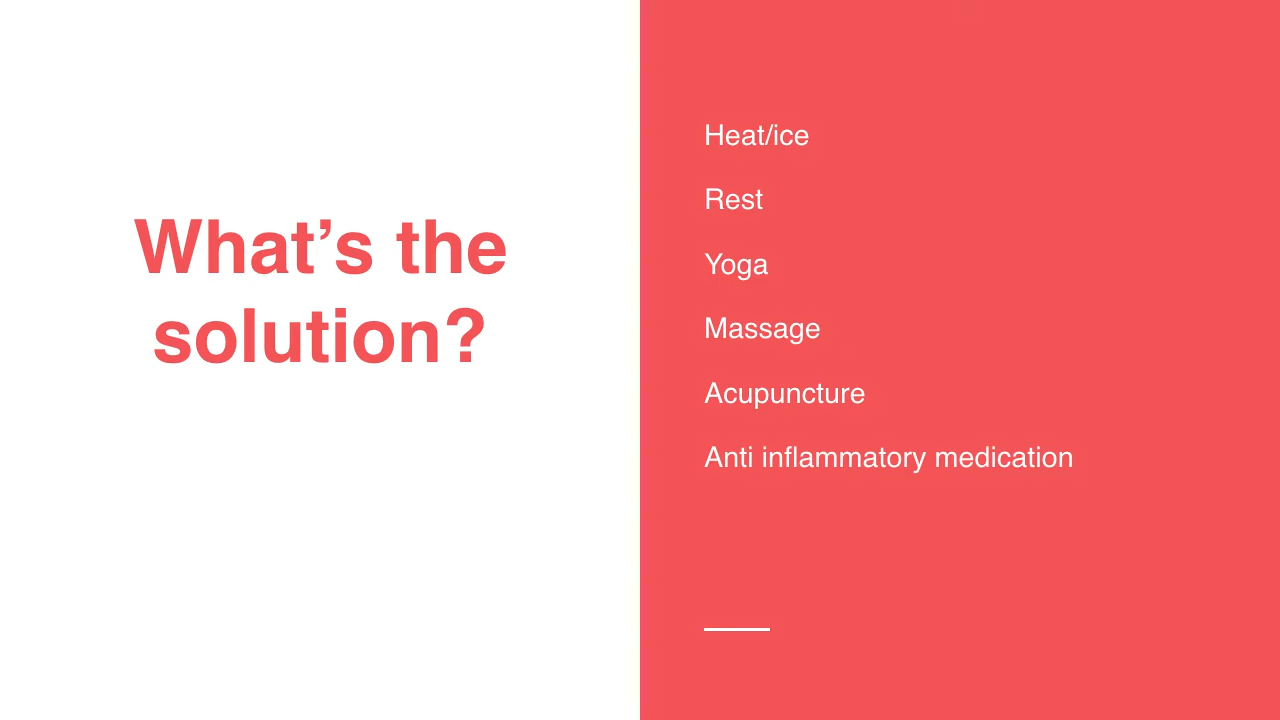 What’s the
solution?
Heat/ice
Rest
Yoga
Massage
Acupuncture
Anti inflammatory medication